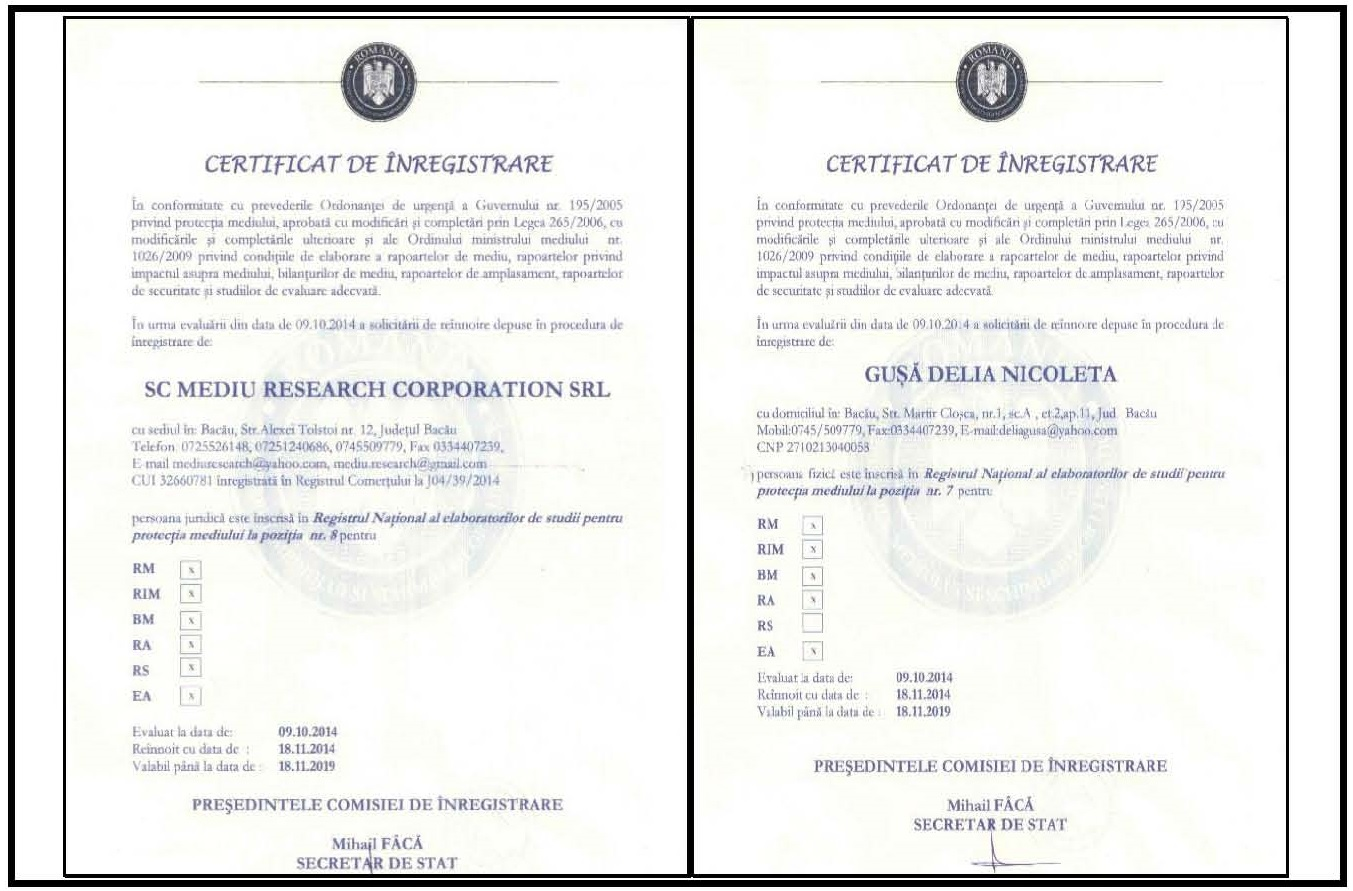 ROMANIA
CERTIFICAT DE ÎNREGISTRARE
În conformitate cu prevederile Ordonanței de urgență a Guvernului nr. 195/2005
privind protecția mediului, aprobată cu modificări și completări prin Legea 265/2006, cu
modificările și completările ulterioare și ale Ordinului ministrului mediului nr.
1026/2009 privind condițiile de elaborare a rapoartelor de mediu, rapoartelor privind
impactul asupra mediului, bilanțurilor de mediu, rapoartelor de amplasament, rapoartelor
de securitate și studiilor de evaluare adecvată.
În urma evaluării din data de 09.10.2014 a solicitării de reînnoire depuse în procedura de
înregistrare de:
SC MEDIU RESEARCH CORPORATION SRL
cu sediul în: Bacău, Str.Alexei Tolstoi nr. 12, Județul Bacău
Telefon 0725526148, 07251240686, 0745509779, Fax 0334407239,
E-mail mediuresearch@yahoo.com, mediu.research@gmail.com
CUI 32660781 înregistrată în Registrul Comerțului la J04/39/2014
persoana juridică este înscrisă în Registrul Național al elaboratorilor de studii pentru
protecția mediului la poziția nr. 8 pentru
RM x
RIM x
BM x
RA x
RS x
EA x
Evaluat la data de: 09.10.2014
Reînnoit cu data de : 18.11.2014
Valabil până la data de : 18.11.2019
PREȘEDINTELE COMISIEI DE ÎNREGISTRARE
Mihail FÂCĂ
SECRETAR DE STAT
ROMANIA
CERTIFICAT DE ÎNREGISTRARE
În conformitate cu prevederile Ordonanței de urgență a Guvernului nr. 195/2005
privind protecția mediului, aprobată cu modificări și completări prin Legea 265/2006, cu
modificările și completările ulterioare și ale Ordinului ministrului mediului nr.
1026/2009 privind condițiile de elaborare a rapoartelor de mediu, rapoartelor privind
impactul asupra mediului, bilanțurilor de mediu, rapoartelor de amplasament, rapoartelor
de securitate și studiilor de evaluare adecvată
În urma evaluării din data de 09.10.2014 a solicitării de reînnoire depuse în procedura de
înregistrare de:
GUȘĂ DELIA NICOLETA
cu domiciliul în: Bacău, Str. Martir Cloșca, nr.1, sc.A , et.2,ap.11, Jud Bacău
Mobil:0745/509779, Fax:0334407239, E-mail:deliagusa@yahoo.com
CNP 2710213040058
persoana fizică este înscrisă în Registrul Național al elaboratorilor de studii pentru
protecția mediului la poziția nr. 7 pentru
RM x
RIM x
BM x
RA x
RS
EA x
Evaluat la data de: 09.10.2014
Reînnoit cu data de : 18.11.2014
Valabil până la data de : 18.11.2019
PREȘEDINTELE COMISIEI DE ÎNREGISTRARE
Mihail FÂCĂ
SECRETAR DE STAT